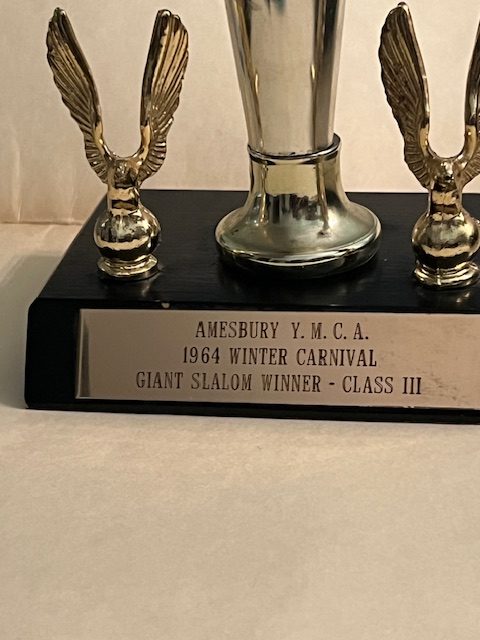 AMESBURY Y. M. C. A.
1964 WINTER CARNIVAL
GIANT SLALOM WINNER - CLASS III